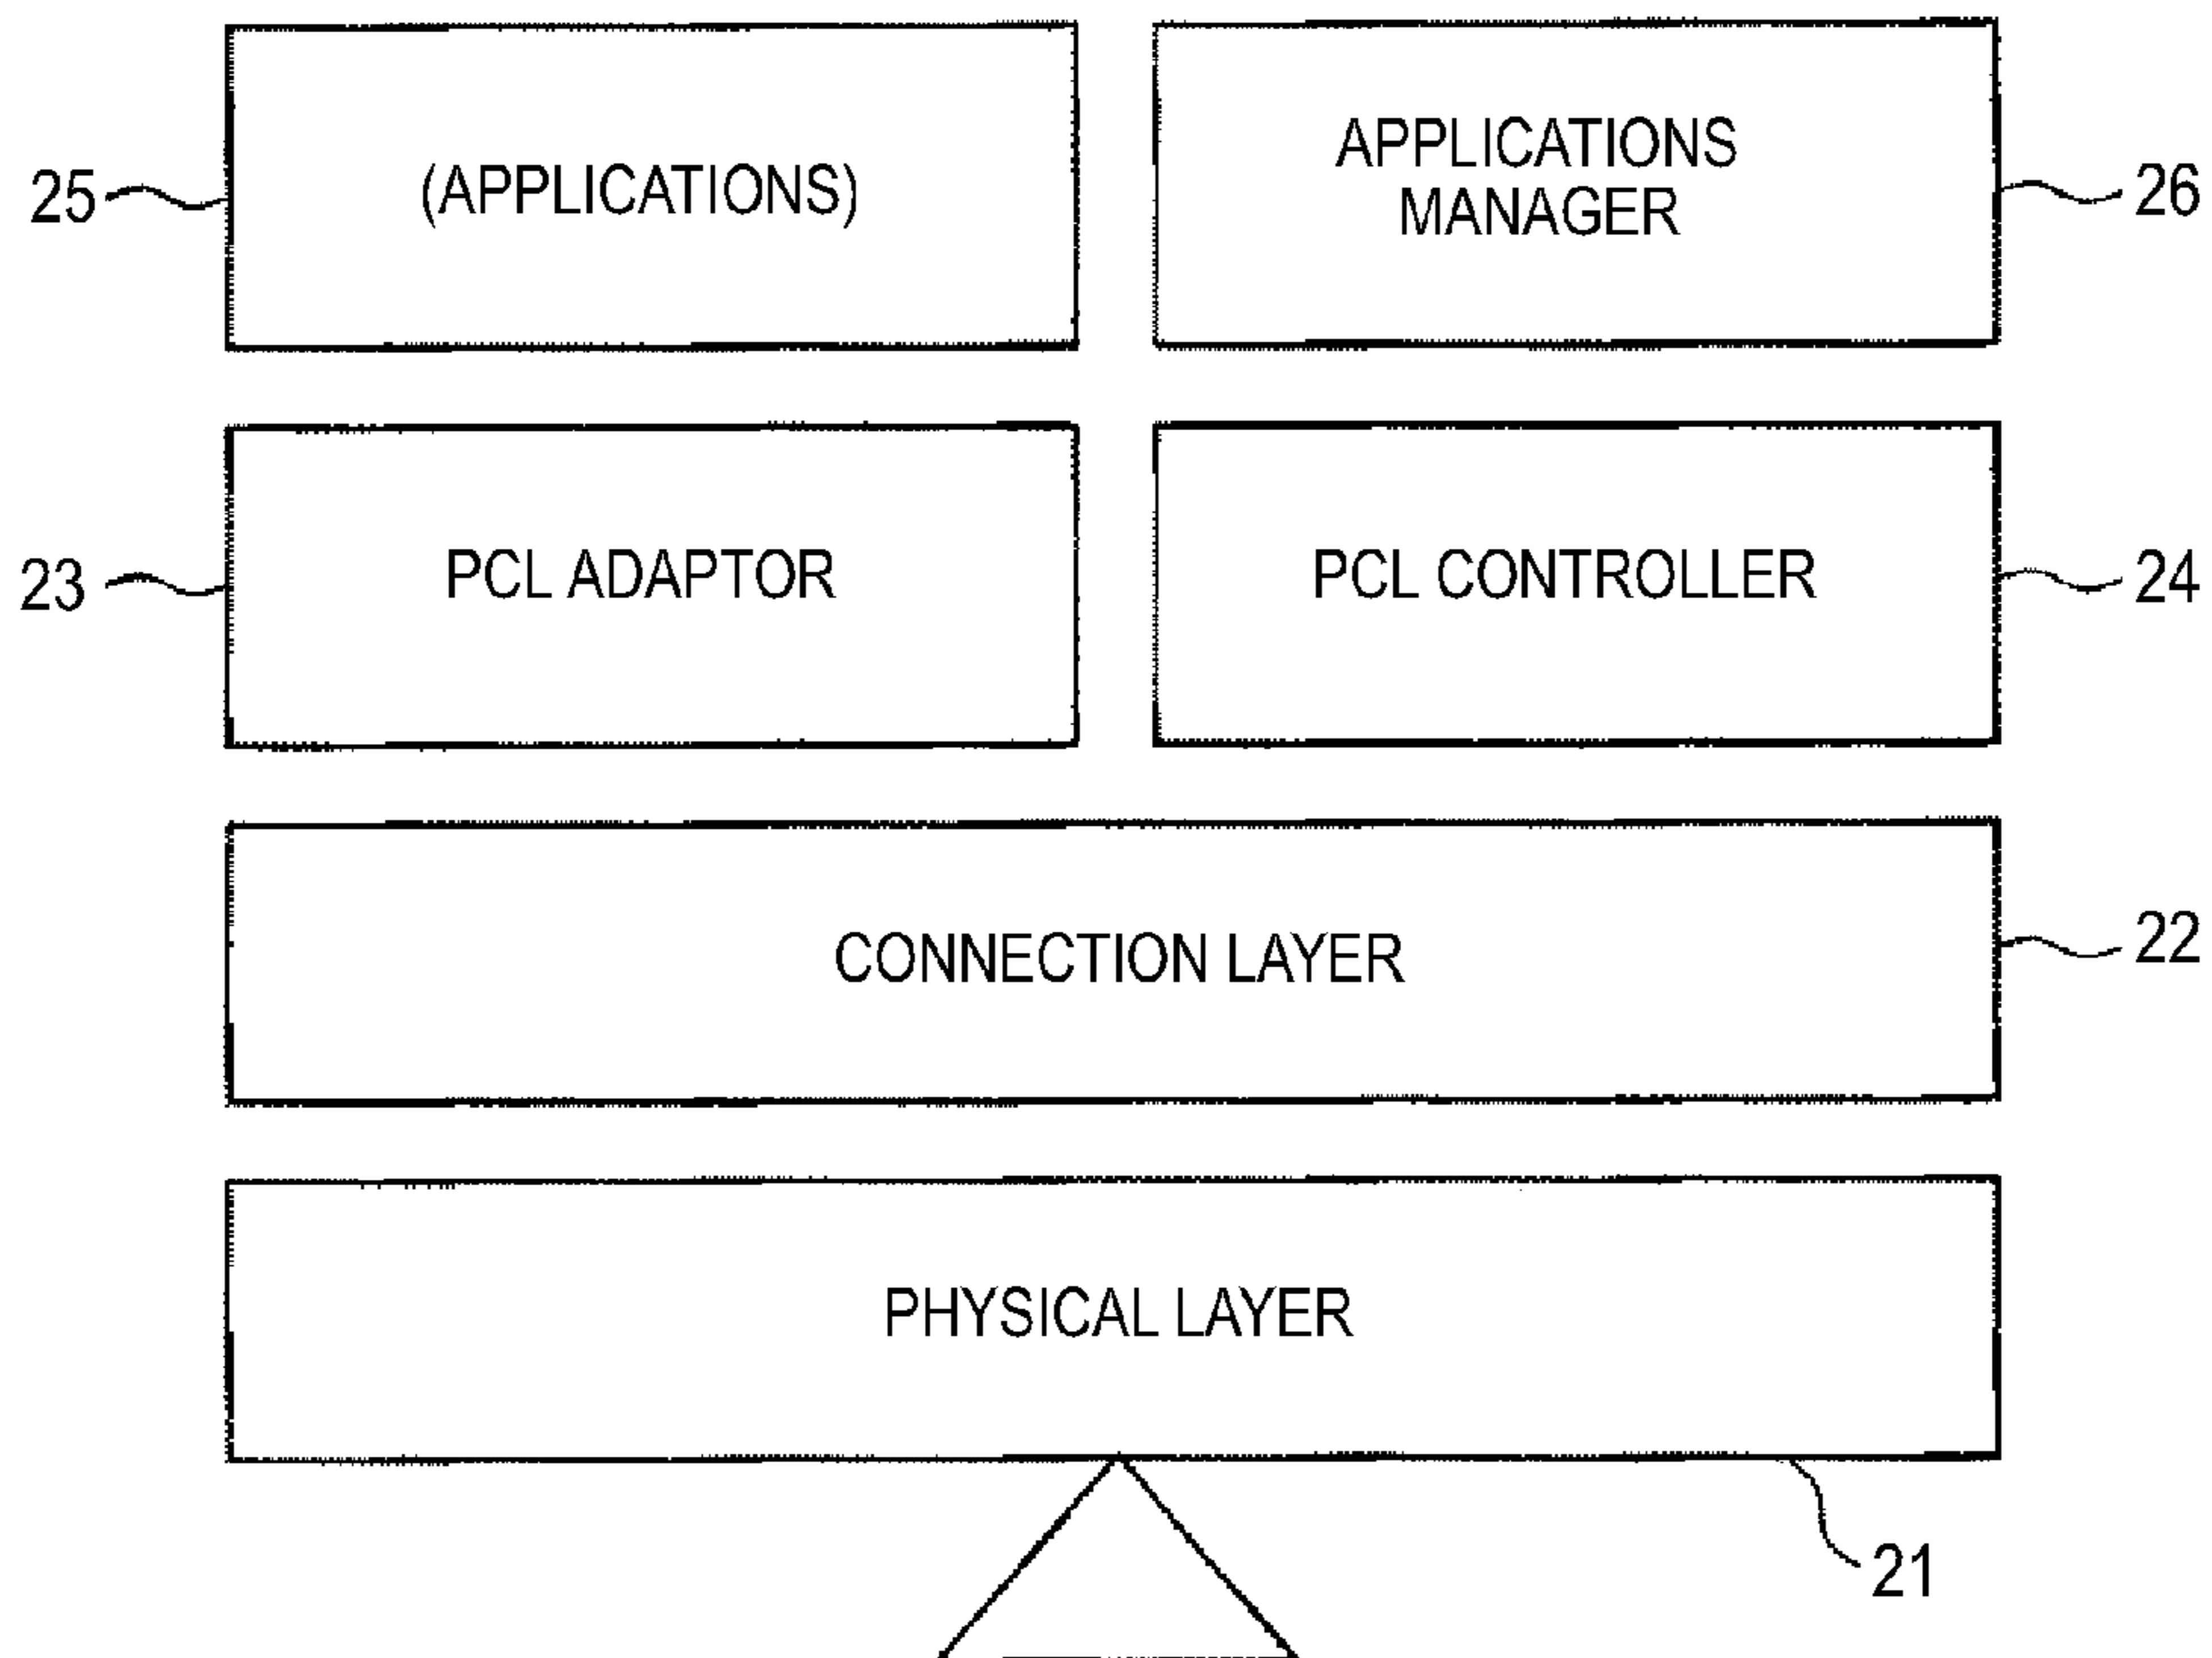 (APPLICATIONS)
APPLICATIONS
MANAGER
25
26
PCL ADAPTOR
PCL CONTROLLER
23
24
CONNECTION LAYER
22
PHYSICAL LAYER
21